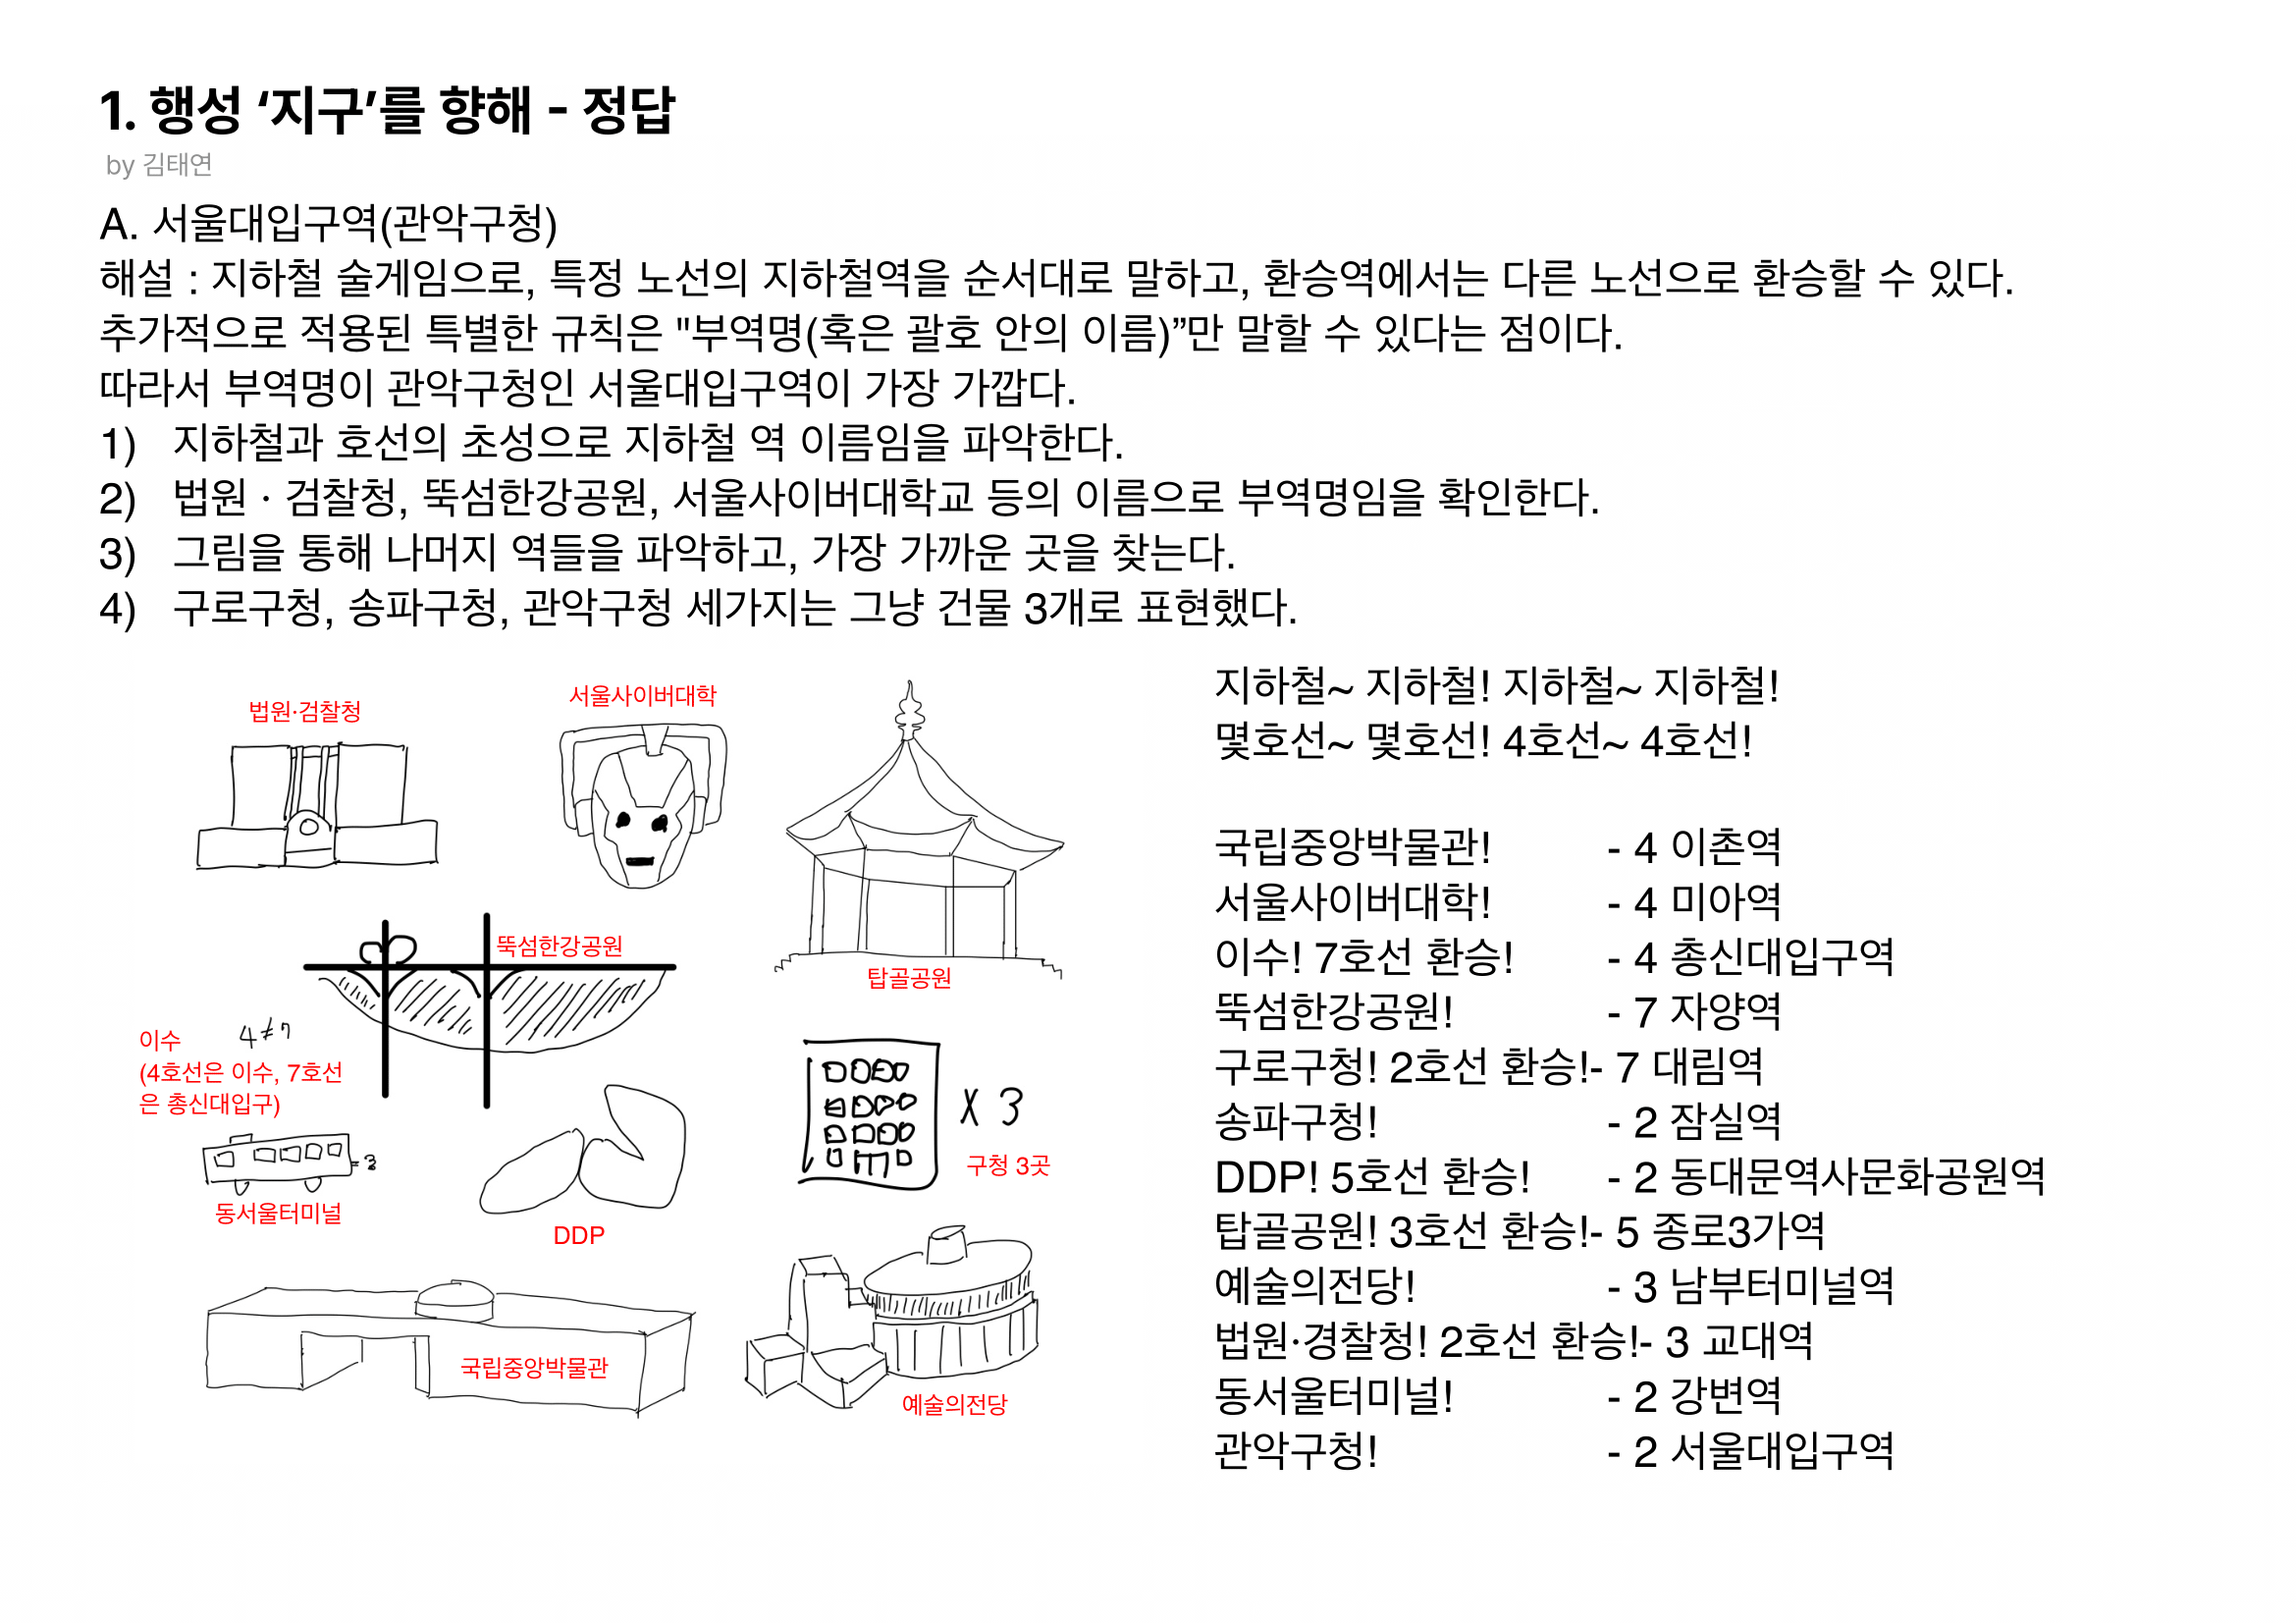 1. 행성 ‘지구’를 향해 - 정답
by 김태연
A. 서울대입구역(관악구청)
해설 : 지하철 술게임으로, 특정 노선의 지하철역을 순서대로 말하고, 환승역에서는 다른 노선으로 환승할 수 있다.
추가적으로 적용된 특별한 규칙은 "부역명(혹은 괄호 안의 이름)”만 말할 수 있다는 점이다.
따라서 부역명이 관악구청인 서울대입구역이 가장 가깝다.
1) 지하철과 호선의 초성으로 지하철 역 이름임을 파악한다.
2) 법원 · 검찰청, 뚝섬한강공원, 서울사이버대학교 등의 이름으로 부역명임을 확인한다.
3) 그림을 통해 나머지 역들을 파악하고, 가장 가까운 곳을 찾는다.
4) 구로구청, 송파구청, 관악구청 세가지는 그냥 건물 3개로 표현했다.
법원·검찰청
서울사이버대학
탑골공원
뚝섬한강공원
4≠7
이수
(4호선은 이수, 7호선
은 총신대입구)
X 3
구청 3곳
동서울터미널
DDP
국립중앙박물관
예술의전당
지하철~ 지하철! 지하철~ 지하철!
몇호선~ 몇호선! 4호선~ 4호선!
국립중앙박물관! - 4 이촌역
서울사이버대학! - 4 미아역
이수! 7호선 환승! - 4 총신대입구역
뚝섬한강공원! - 7 자양역
구로구청! 2호선 환승!- 7 대림역
송파구청! - 2 잠실역
DDP! 5호선 환승! - 2 동대문역사문화공원역
탑골공원! 3호선 환승!- 5 종로3가역
예술의전당! - 3 남부터미널역
법원·경찰청! 2호선 환승!- 3 교대역
동서울터미널! - 2 강변역
관악구청! - 2 서울대입구역